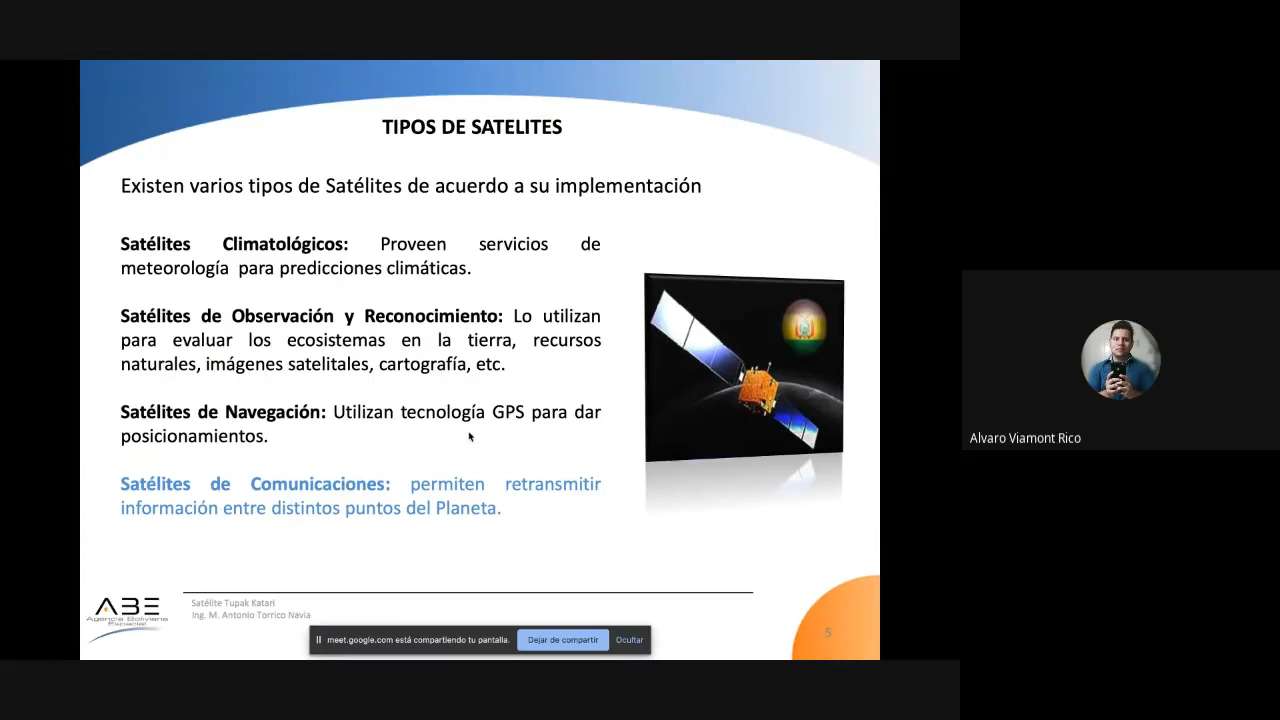 TIPOS DE SATELITES
Existen varios tipos de Satélites de acuerdo a su implementación
Satélites Climatológicos: Proveen servicios de
meteorología para predicciones climáticas.
Satélites de Observación y Reconocimiento: Lo utilizan
para evaluar los ecosistemas en la tierra, recursos
naturales, imágenes satelitales, cartografía, etc.
Satélites de Navegación: Utilizan tecnología GPS para dar
posicionamientos.
Satélites de Comunicaciones: permiten retransmitir
información entre distintos puntos del Planeta.
Alvaro Viamont Rico
ABE
Agencia Boliviana
Espacial
Satélite Tupak Katari
Ing. M. Antonio Torrico Navia
5
meet.google.com está compartiendo tu pantalla. Dejar de compartir Ocultar